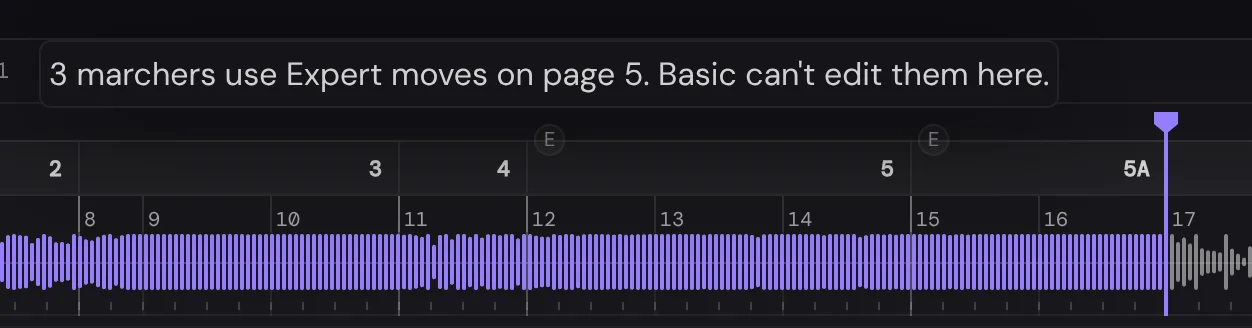 1
3 marchers use Expert moves on page 5. Basic can't edit them here.
E E
2 3 4 5 5A
8 9 10 11 12 13 14 15 16 17